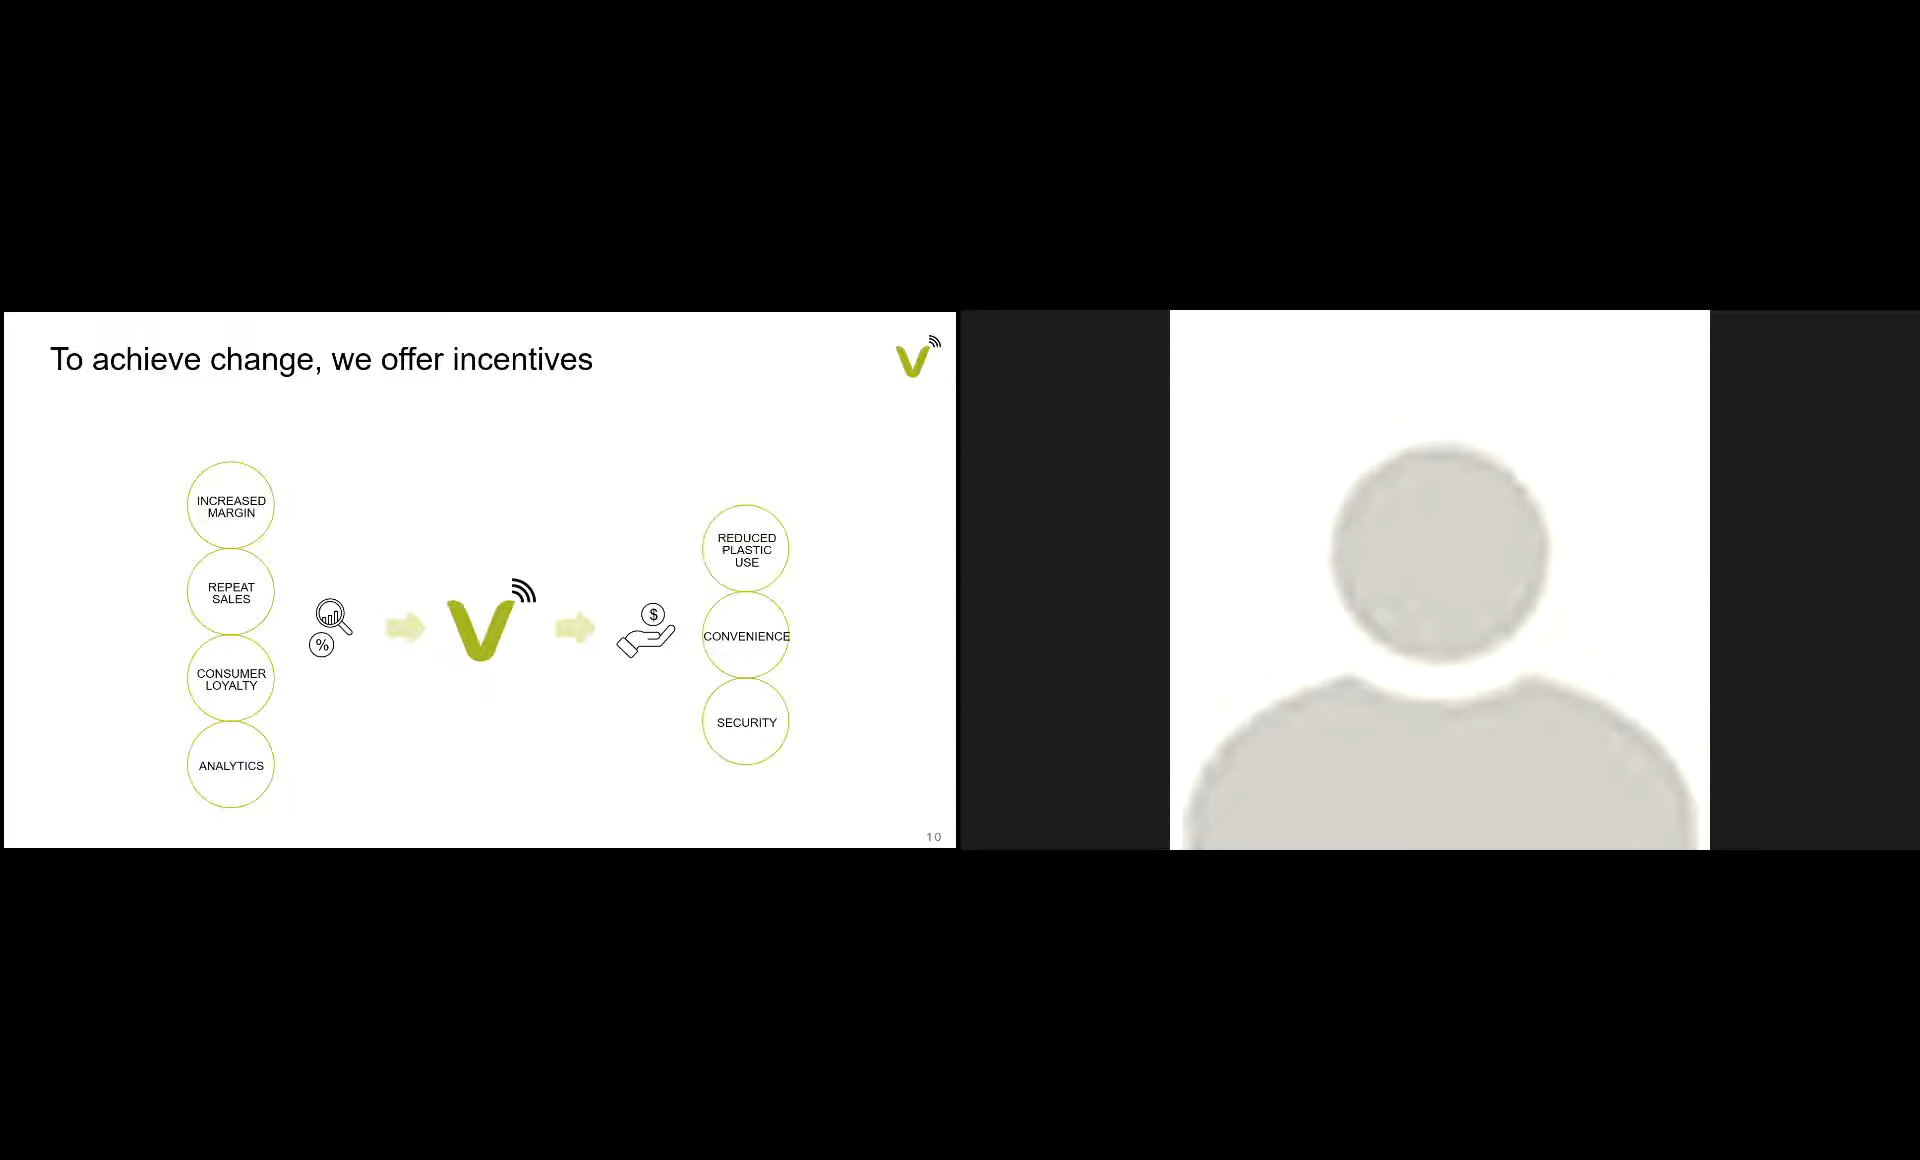 To achieve change, we offer incentives
V
INCREASED
MARGIN
REPEAT
SALES
CONSUMER
LOYALTY
ANALYTICS
%
V
$
REDUCED
PLASTIC
USE
CONVENIENCE
SECURITY
10